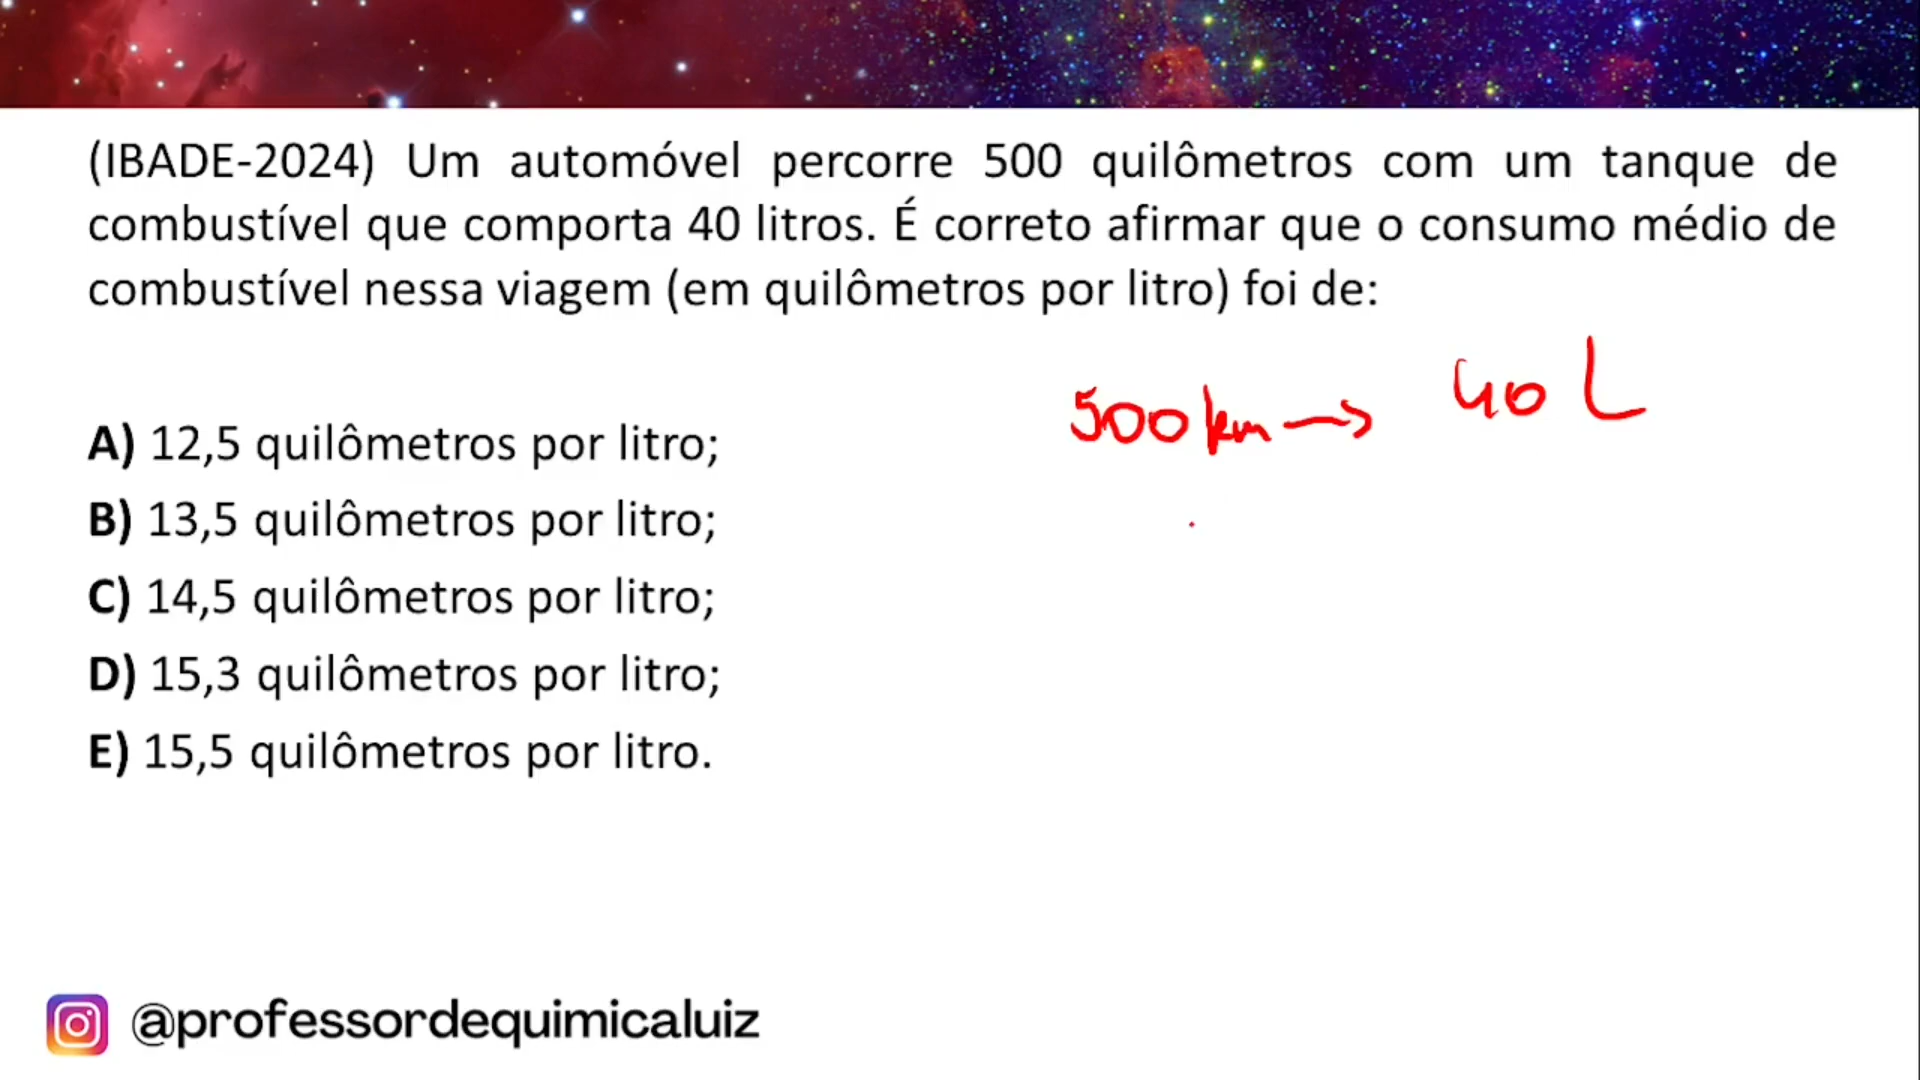 (IBADE-2024) Um automóvel percorre 500 quilômetros com um tanque de
combustível que comporta 40 litros. É correto afirmar que o consumo médio de
combustível nessa viagem (em quilômetros por litro) foi de:
500 km → 40 L
A) 12,5 quilômetros por litro;
B) 13,5 quilômetros por litro;
C) 14,5 quilômetros por litro;
D) 15,3 quilômetros por litro;
E) 15,5 quilômetros por litro.
@professordequimicaluiz